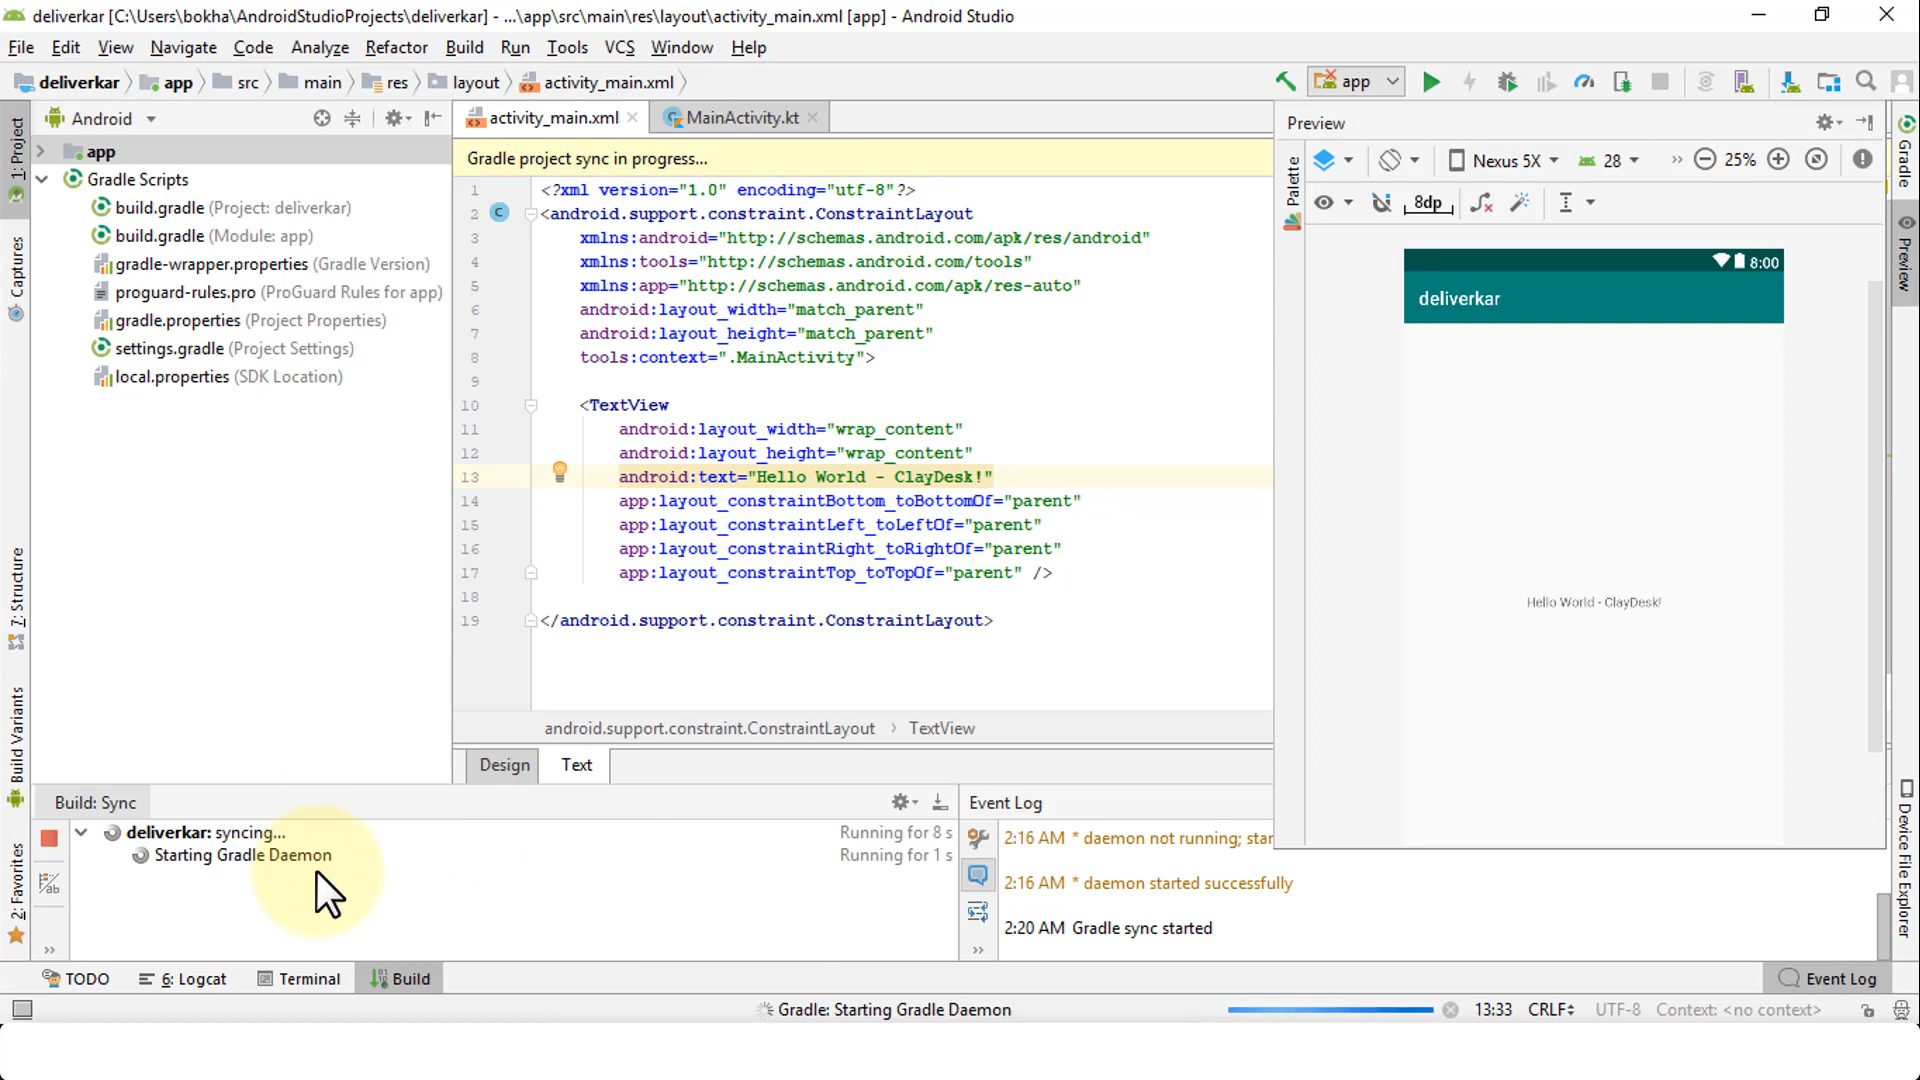 deliverkar [C:\Users\bokha\AndroidStudioProjects\deliverkar] - ...\app\src\main\res\layout\activity_main.xml [app] - Android Studio
File Edit View Navigate Code Analyze Refactor Build Run Tools VCS Window Help
deliverkar app src main res layout activity_main.xml
app
Android
activity_main.xml
MainActivity.kt
Preview
1: Project
Captures
7: Structure
Build Variants
2: Favorites
app
Gradle Scripts
build.gradle (Project: deliverkar)
build.gradle (Module: app)
gradle-wrapper.properties (Gradle Version)
proguard-rules.pro (ProGuard Rules for app)
gradle.properties (Project Properties)
settings.gradle (Project Settings)
local.properties (SDK Location)
Gradle project sync in progress...
1 <?xml version="1.0" encoding="utf-8"?>
2 C <android.support.constraint.ConstraintLayout
3 xmlns:android="http://schemas.android.com/apk/res/android"
4 xmlns:tools="http://schemas.android.com/tools"
5 xmlns:app="http://schemas.android.com/apk/res-auto"
6 android:layout_width="match_parent"
7 android:layout_height="match_parent"
8 tools:context=".MainActivity">
9
10 <TextView
11 android:layout_width="wrap_content"
12 android:layout_height="wrap_content"
13 android:text="Hello World - ClayDesk!"
14 app:layout_constraintBottom_toBottomOf="parent"
15 app:layout_constraintLeft_toLeftOf="parent"
16 app:layout_constraintRight_toRightOf="parent"
17 app:layout_constraintTop_toTopOf="parent" />
18
19 </android.support.constraint.ConstraintLayout>
android.support.constraint.ConstraintLayout › TextView
Design Text
Palette
Nexus 5X 28 » 25%
8dp
8:00
deliverkar
Hello World - ClayDesk!
Gradle
Preview
Device File Explorer
Build: Sync
deliverkar: syncing... Running for 8 s
Starting Gradle Daemon Running for 1 s
»
Event Log
2:16 AM * daemon not running; star
2:16 AM * daemon started successfully
2:20 AM Gradle sync started
»
TODO 6: Logcat Terminal Build Event Log
Gradle: Starting Gradle Daemon 13:33 CRLF UTF-8 Context: <no context>